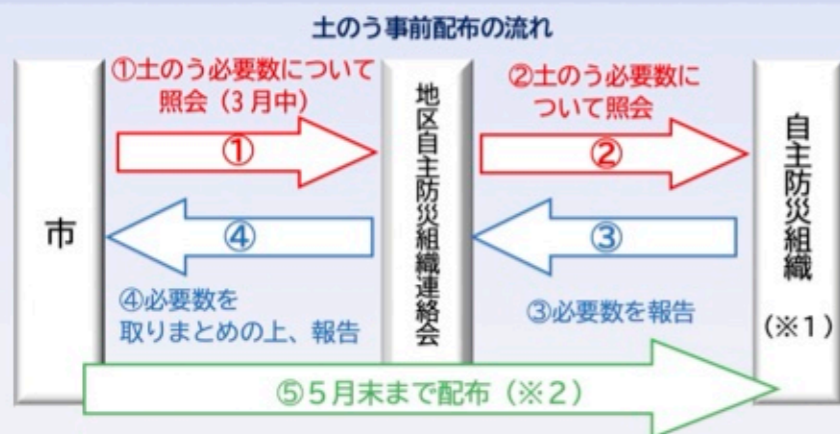 土のう事前配布の流れ
①土のう必要数について
照会（3月中）
②土のう必要数に
ついて照会
市
①
地区自主防災組織連絡会
②
自主防災組織
（※1）
④
③
④必要数を
取りまとめの上、報告
③必要数を報告
⑤５月末まで配布（※２）